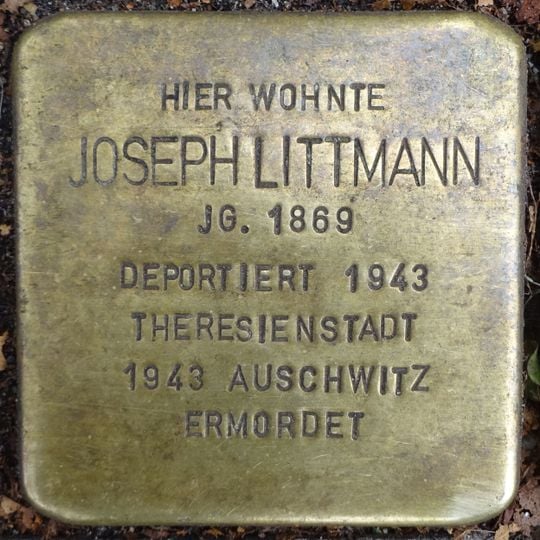 HIER WOHNTE
JOSEPH LITTMANN
JG. 1869
DEPORTIERT 1943
THERESIENSTADT
1943 AUSCHWITZ
ERMORDET